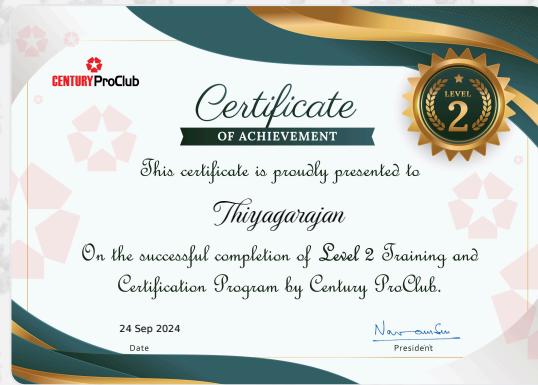 CENTURY ProClub
LEVEL
2
Certificate
OF ACHIEVEMENT
This certificate is proudly presented to
Thiyagarajan
On the successful completion of Level 2 Training and
Certification Program by Century ProClub.
24 Sep 2024
Date
President